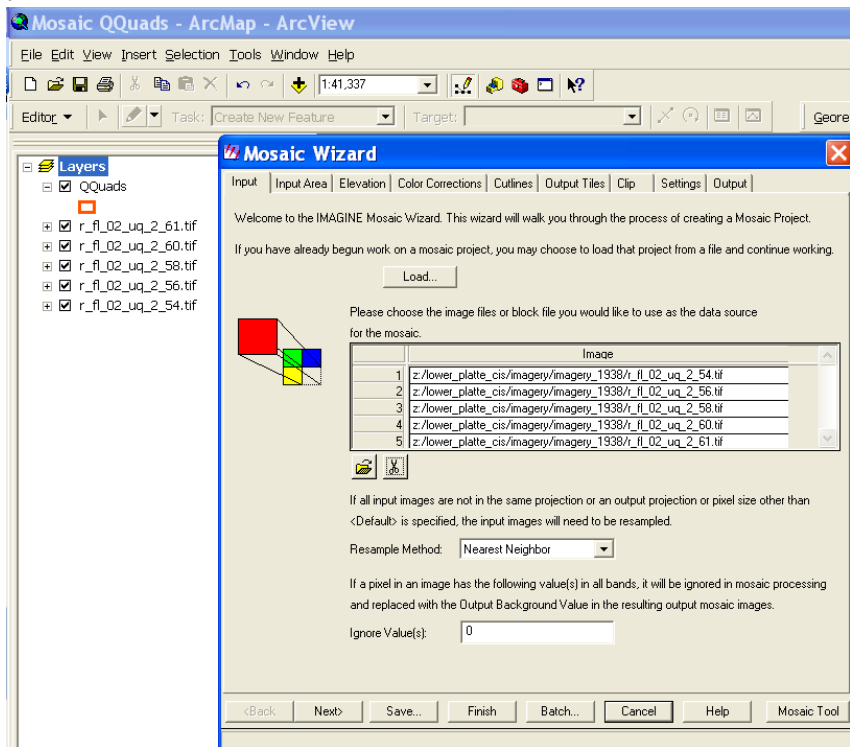 Mosaic QQuads - ArcMap - ArcView
File Edit View Insert Selection Tools Window Help
1:41,337
Editor Task: Create New Feature Target: Geore
Layers
QQuads
r_fl_02_uq_2_61.tif
r_fl_02_uq_2_60.tif
r_fl_02_uq_2_58.tif
r_fl_02_uq_2_56.tif
r_fl_02_uq_2_54.tif
Mosaic Wizard
Input Input Area Elevation Color Corrections Cutlines Output Tiles Clip Settings Output
Welcome to the IMAGINE Mosaic Wizard. This wizard will walk you through the process of creating a Mosaic Project.
If you have already begun work on a mosaic project, you may choose to load that project from a file and continue working.
Load...
Please choose the image files or block file you would like to use as the data source
for the mosaic.
Image
1 z:/lower_platte_cis/imagery/imagery_1938/r_fl_02_uq_2_54.tif
2 z:/lower_platte_cis/imagery/imagery_1938/r_fl_02_uq_2_56.tif
3 z:/lower_platte_cis/imagery/imagery_1938/r_fl_02_uq_2_58.tif
4 z:/lower_platte_cis/imagery/imagery_1938/r_fl_02_uq_2_60.tif
5 z:/lower_platte_cis/imagery/imagery_1938/r_fl_02_uq_2_61.tif
If all input images are not in the same projection or an output projection or pixel size other than
<Default> is specified, the input images will need to be resampled.
Resample Method: Nearest Neighbor
If a pixel in an image has the following value(s) in all bands, it will be ignored in mosaic processing
and replaced with the Output Background Value in the resulting output mosaic images.
Ignore Value(s): 0
<Back Next> Save... Finish Batch... Cancel Help Mosaic Tool